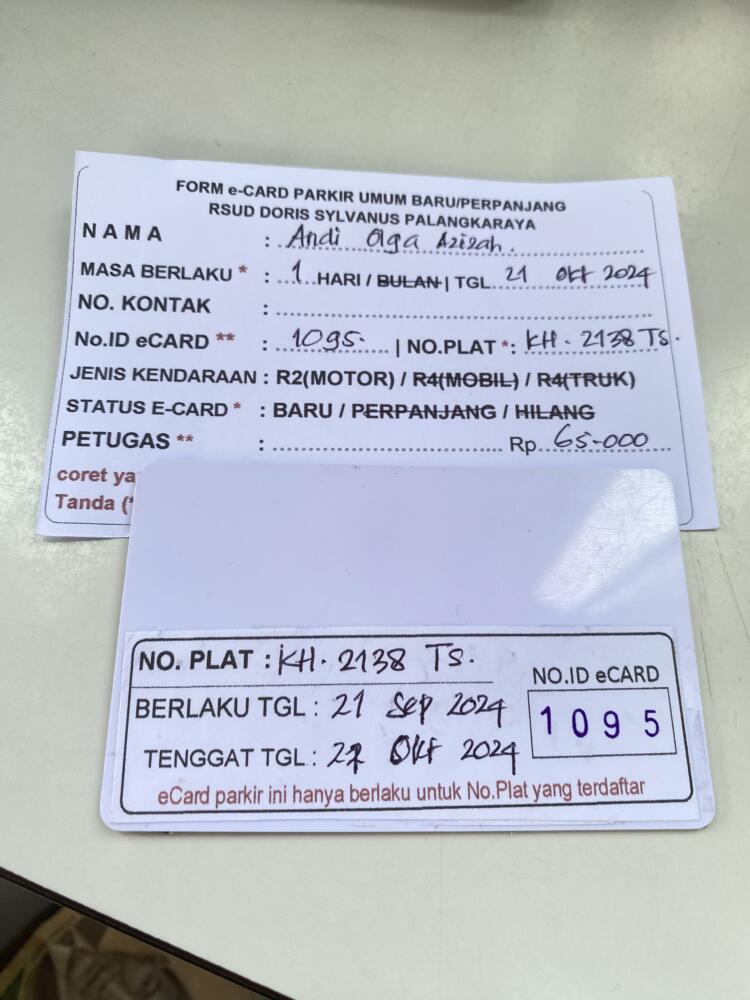 FORM e-CARD PARKIR UMUM BARU/PERPANJANG
RSUD DORIS SYLVANUS PALANGKARAYA
NAMA : Andi Olga Azizah.
MASA BERLAKU * : 1 HARI / BULAN | TGL 21 Okt 2024
NO. KONTAK :
No.ID eCARD ** : 1095. | NO.PLAT *: KH. 2138 TS.
JENIS KENDARAAN : R2(MOTOR) / R4(MOBIL) / R4(TRUK)
STATUS E-CARD * : BARU / PERPANJANG / HILANG
PETUGAS ** : Rp. 65.000
coret ya
Tanda (*
NO. PLAT : KH. 2138 TS.
NO.ID eCARD
BERLAKU TGL : 21 Sep 2024
1095
TENGGAT TGL : 21 Okt 2024
eCard parkir ini hanya berlaku untuk No.Plat yang terdaftar